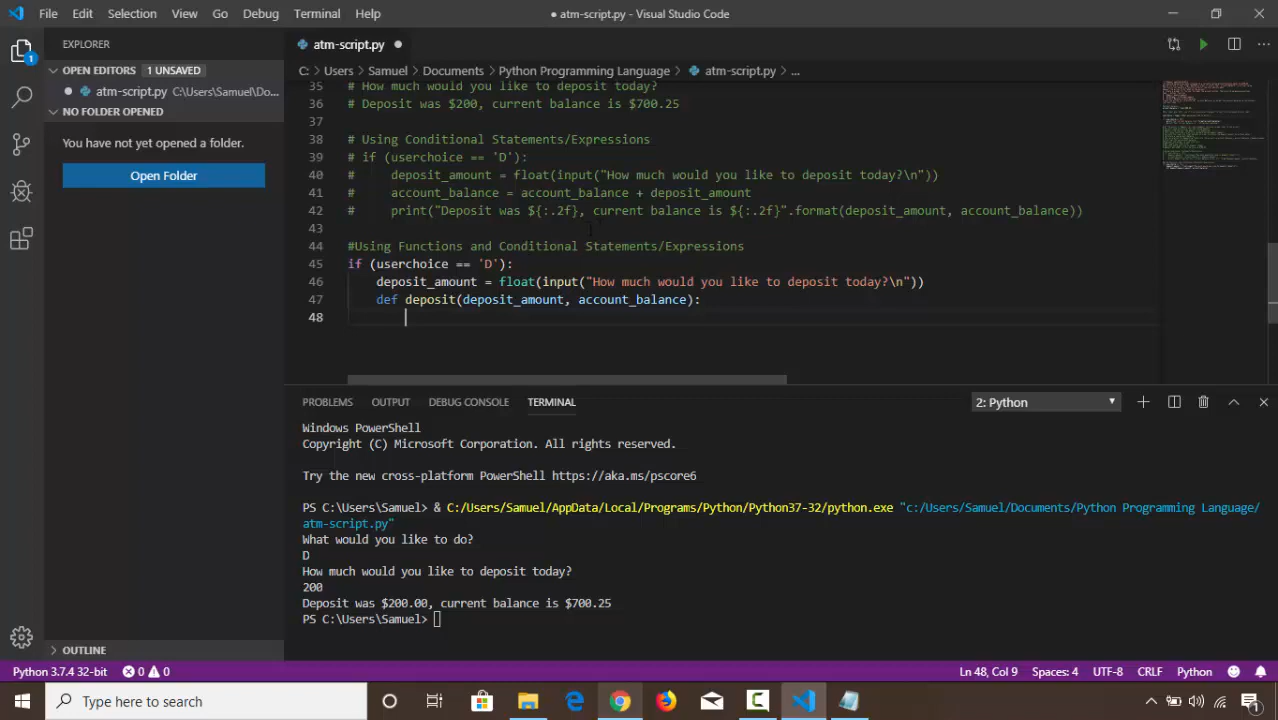 File Edit Selection View Go Debug Terminal Help
● atm-script.py - Visual Studio Code
EXPLORER
atm-script.py ●
OPEN EDITORS 1 UNSAVED
● atm-script.py C:\Users\Samuel\Do...
NO FOLDER OPENED
You have not yet opened a folder.
Open Folder
OUTLINE
C: > Users > Samuel > Documents > Python Programming Language > atm-script.py > ...
35 # How much would you like to deposit today?
36 # Deposit was $200, current balance is $700.25
37
38 # Using Conditional Statements/Expressions
39 # if (userchoice == 'D'):
40 #     deposit_amount = float(input("How much would you like to deposit today?\n"))
41 #     account_balance = account_balance + deposit_amount
42 #     print("Deposit was ${:.2f}, current balance is ${:.2f}".format(deposit_amount, account_balance))
43
44 #Using Functions and Conditional Statements/Expressions
45 if (userchoice == 'D'):
46     deposit_amount = float(input("How much would you like to deposit today?\n"))
47     def deposit(deposit_amount, account_balance):
48
PROBLEMS OUTPUT DEBUG CONSOLE TERMINAL 2: Python
Windows PowerShell
Copyright (C) Microsoft Corporation. All rights reserved.
Try the new cross-platform PowerShell https://aka.ms/pscore6
PS C:\Users\Samuel> & C:/Users/Samuel/AppData/Local/Programs/Python/Python37-32/python.exe "c:/Users/Samuel/Documents/Python Programming Language/
atm-script.py"
What would you like to do?
D
How much would you like to deposit today?
200
Deposit was $200.00, current balance is $700.25
PS C:\Users\Samuel>
Python 3.7.4 32-bit 0 0 Ln 48, Col 9 Spaces: 4 UTF-8 CRLF Python
Type here to search